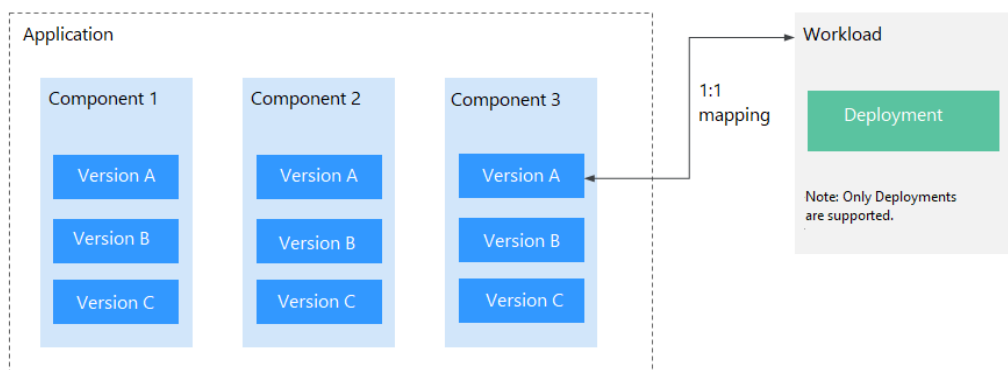 Application
Component 1
Version A
Version B
Version C
Component 2
Version A
Version B
Version C
Component 3
Version A
Version B
Version C
1:1
mapping
Workload
Deployment
Note: Only Deployments
are supported.